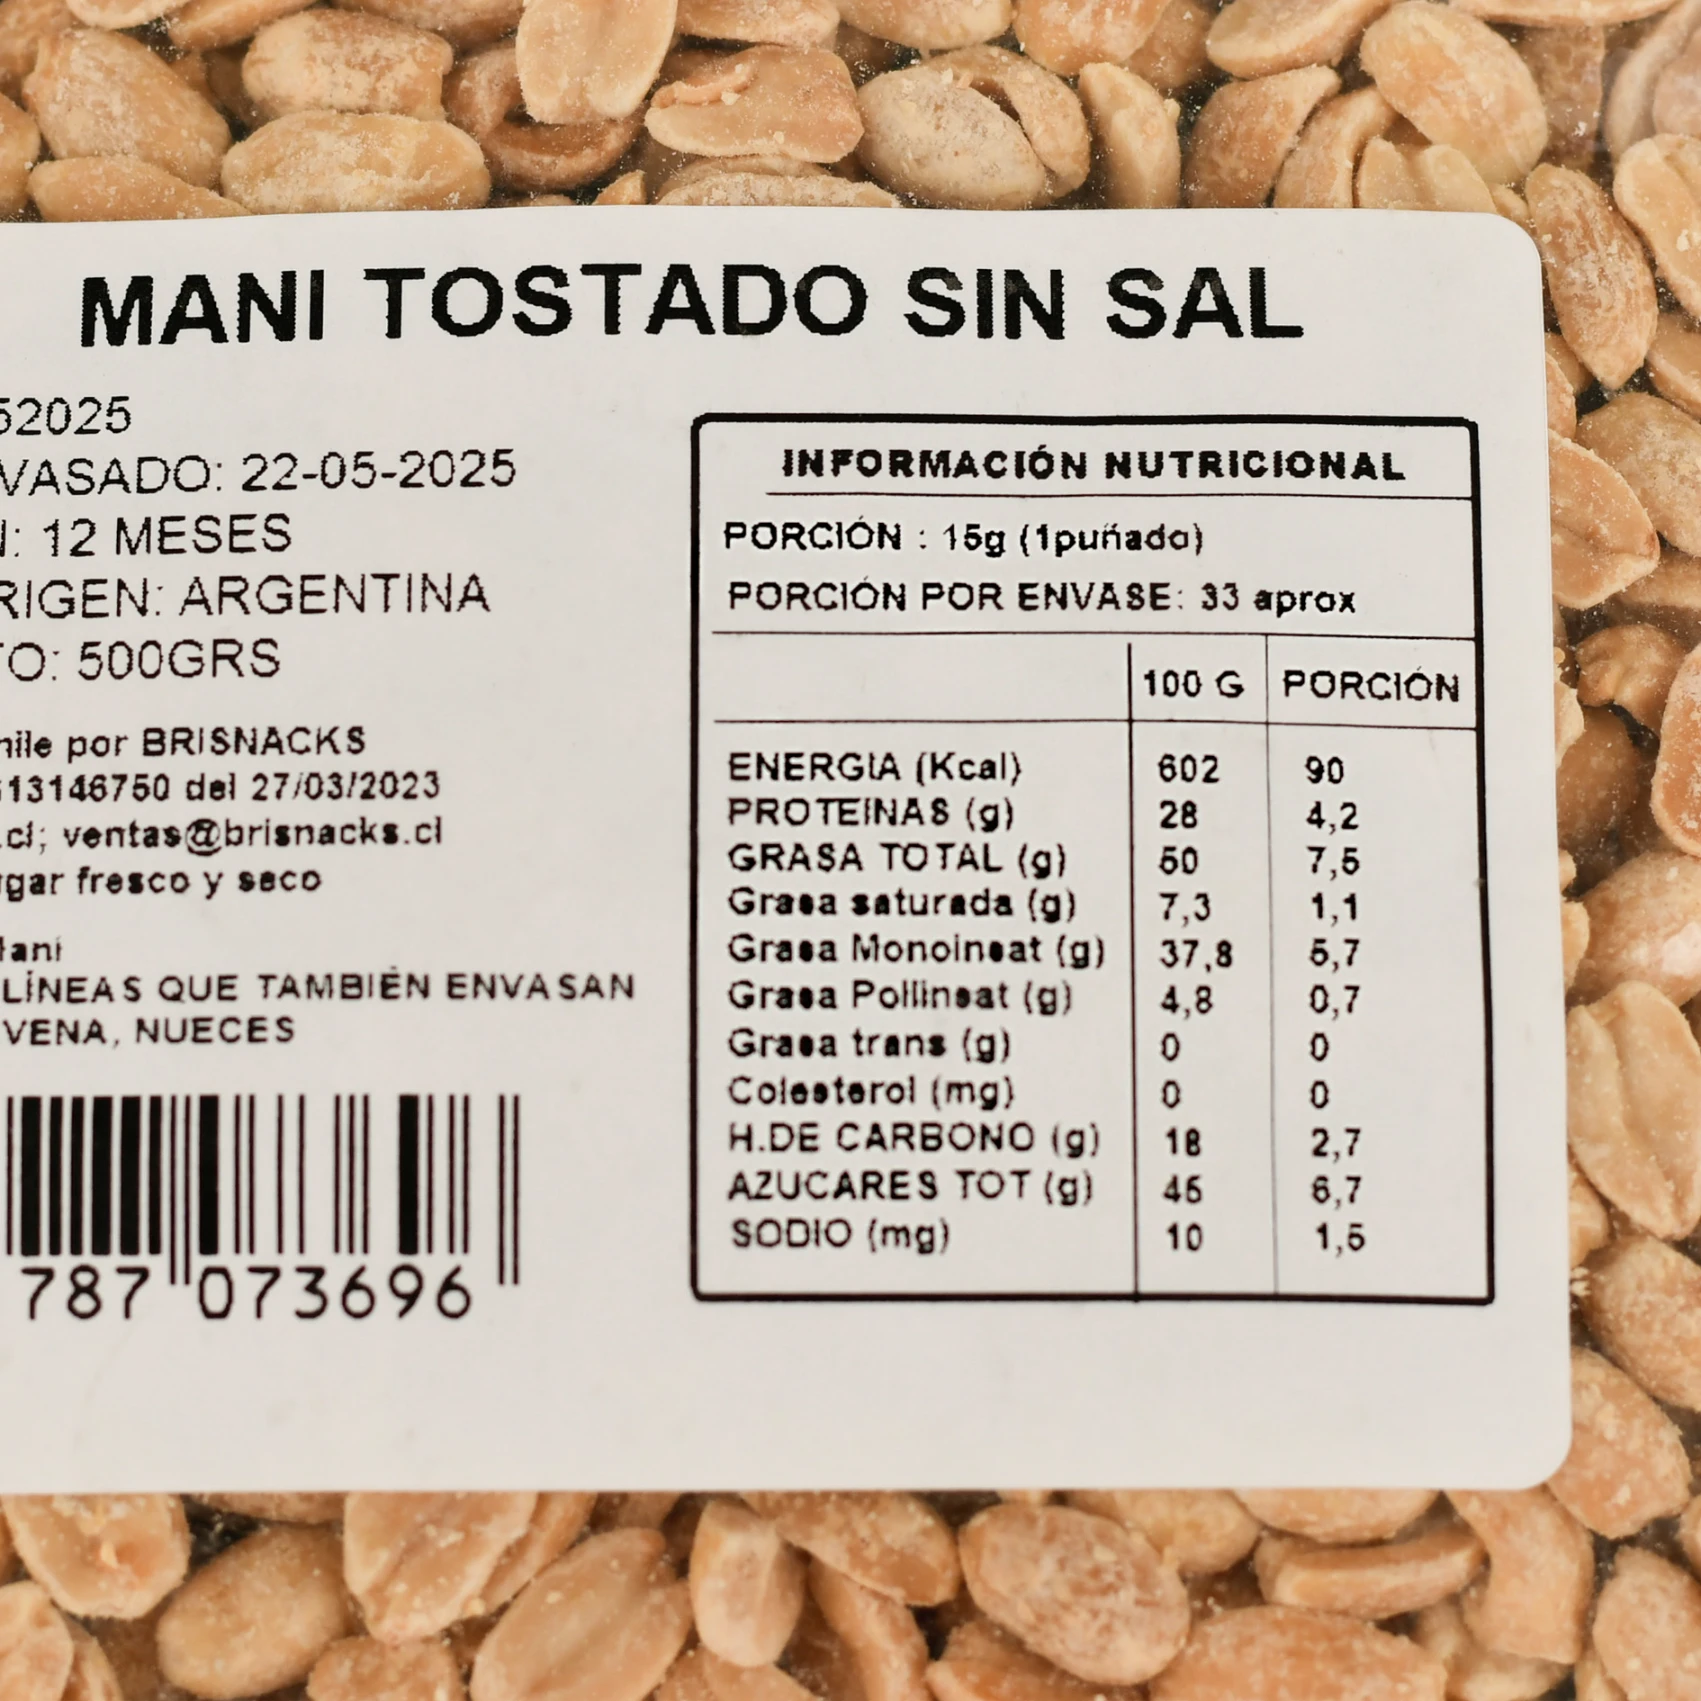 MANI TOSTADO SIN SAL
52025
VASADO: 22-05-2025
N: 12 MESES
RIGEN: ARGENTINA
TO: 500GRS
hile por BRISNACKS
13146750 del 27/03/2023
.cl; ventas@brisnacks.cl
gar fresco y seco
Mani
LÍNEAS QUE TAMBIÉN ENVASAN
VENA, NUECES
787 073696
INFORMACIÓN NUTRICIONAL
PORCIÓN : 15g (1puñado)
PORCIÓN POR ENVASE: 33 aprox
100 G PORCIÓN
ENERGIA (Kcal) 602 90
PROTEINAS (g) 28 4,2
GRASA TOTAL (g) 50 7,5
Grasa saturada (g) 7,3 1,1
Grasa Monoinsat (g) 37,8 5,7
Grasa Poliinsat (g) 4,8 0,7
Grasa trans (g) 0 0
Colesterol (mg) 0 0
H.DE CARBONO (g) 18 2,7
AZUCARES TOT (g) 45 6,7
SODIO (mg) 10 1,5